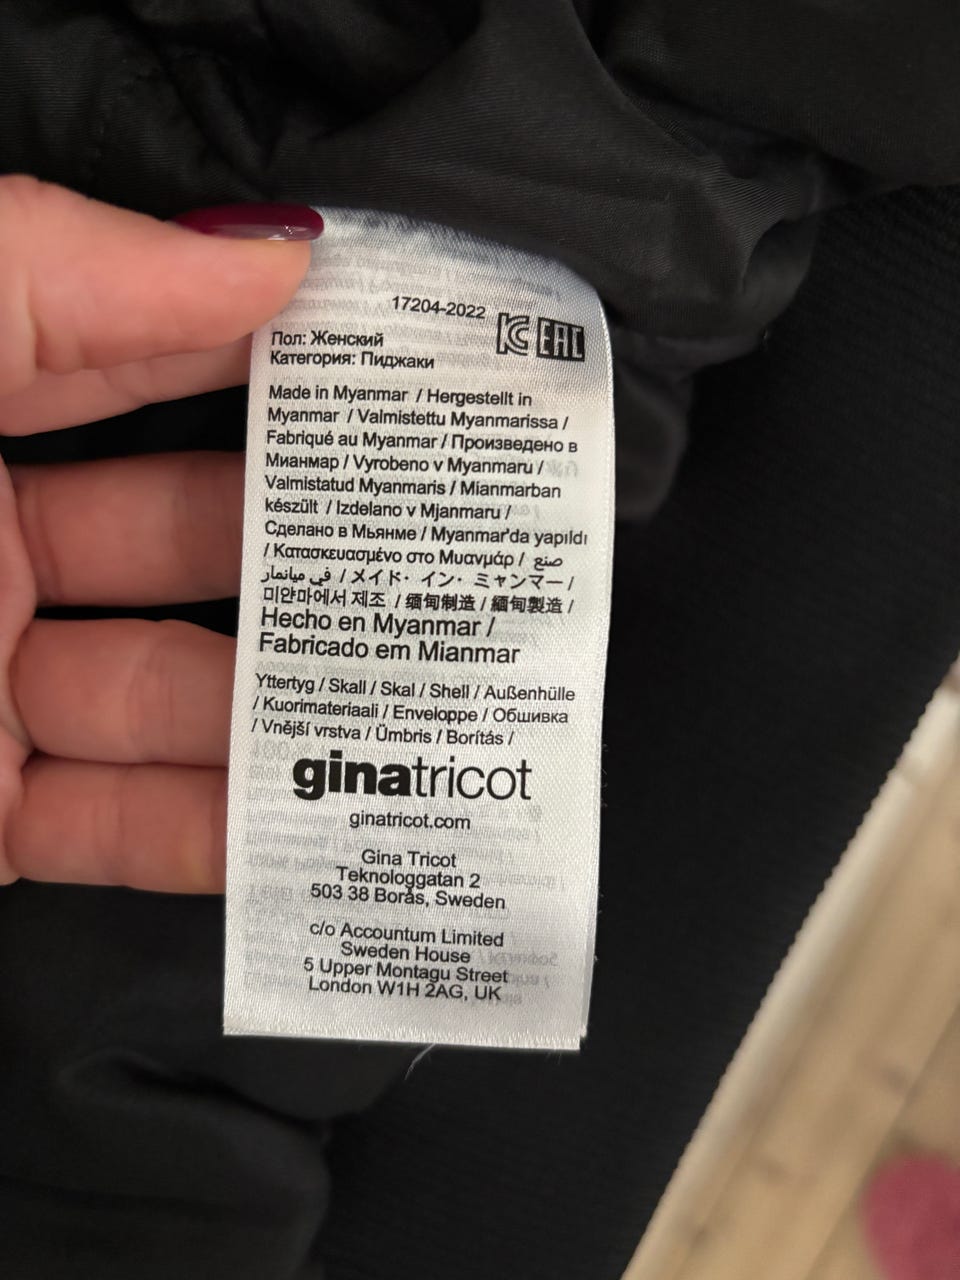 17204-2022
EAC
Пол: Женский
Категория: Пиджаки
Made in Myanmar / Hergestellt in
Myanmar / Valmistettu Myanmarissa /
Fabriqué au Myanmar / Произведено в
Мианмар / Vyrobeno v Myanmaru /
Valmistatud Myanmaris / Mianmarban
készült / Izdelano v Mjanmaru /
Сделано в Мьянме / Myanmar'da yapıldı
/ Κατασκευασμένο στο Μυανμάρ / صنع
في ميانمار / メイド・イン・ミャンマー /
미얀마에서 제조 / 缅甸制造 / 緬甸製造 /
Hecho en Myanmar /
Fabricado em Mianmar
Yttertyg / Skall / Skal / Shell / Außenhülle
/ Kuorimateriaali / Enveloppe / Обшивка
/ Vnější vrstva / Ümbris / Borítás /
ginatricot
ginatricot.com
Gina Tricot
Teknologgatan 2
503 38 Borås, Sweden
c/o Accountum Limited
Sweden House
5 Upper Montagu Street
London W1H 2AG, UK